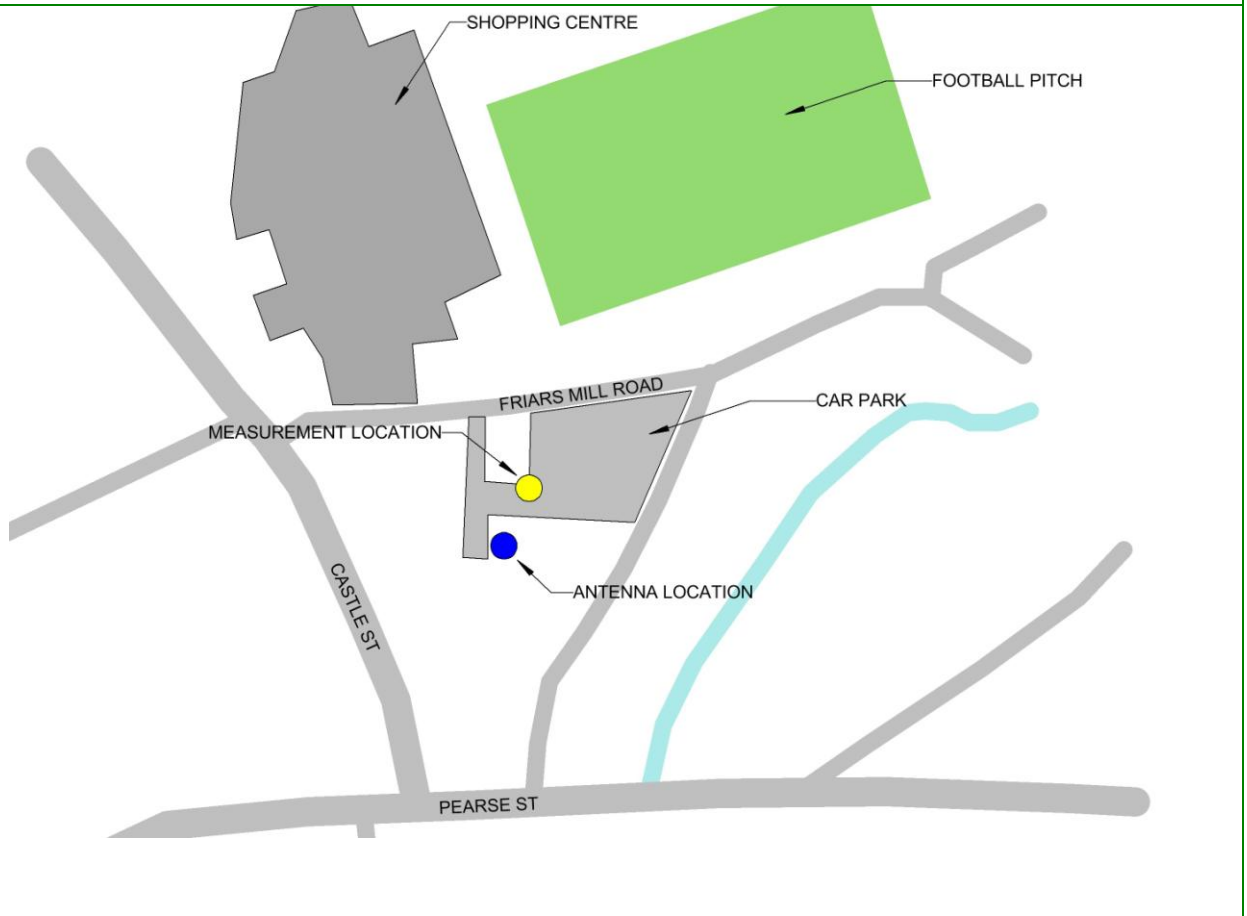 SHOPPING CENTRE
FOOTBALL PITCH
FRIARS MILL ROAD
CAR PARK
MEASUREMENT LOCATION
CASTLE ST
ANTENNA LOCATION
PEARSE ST